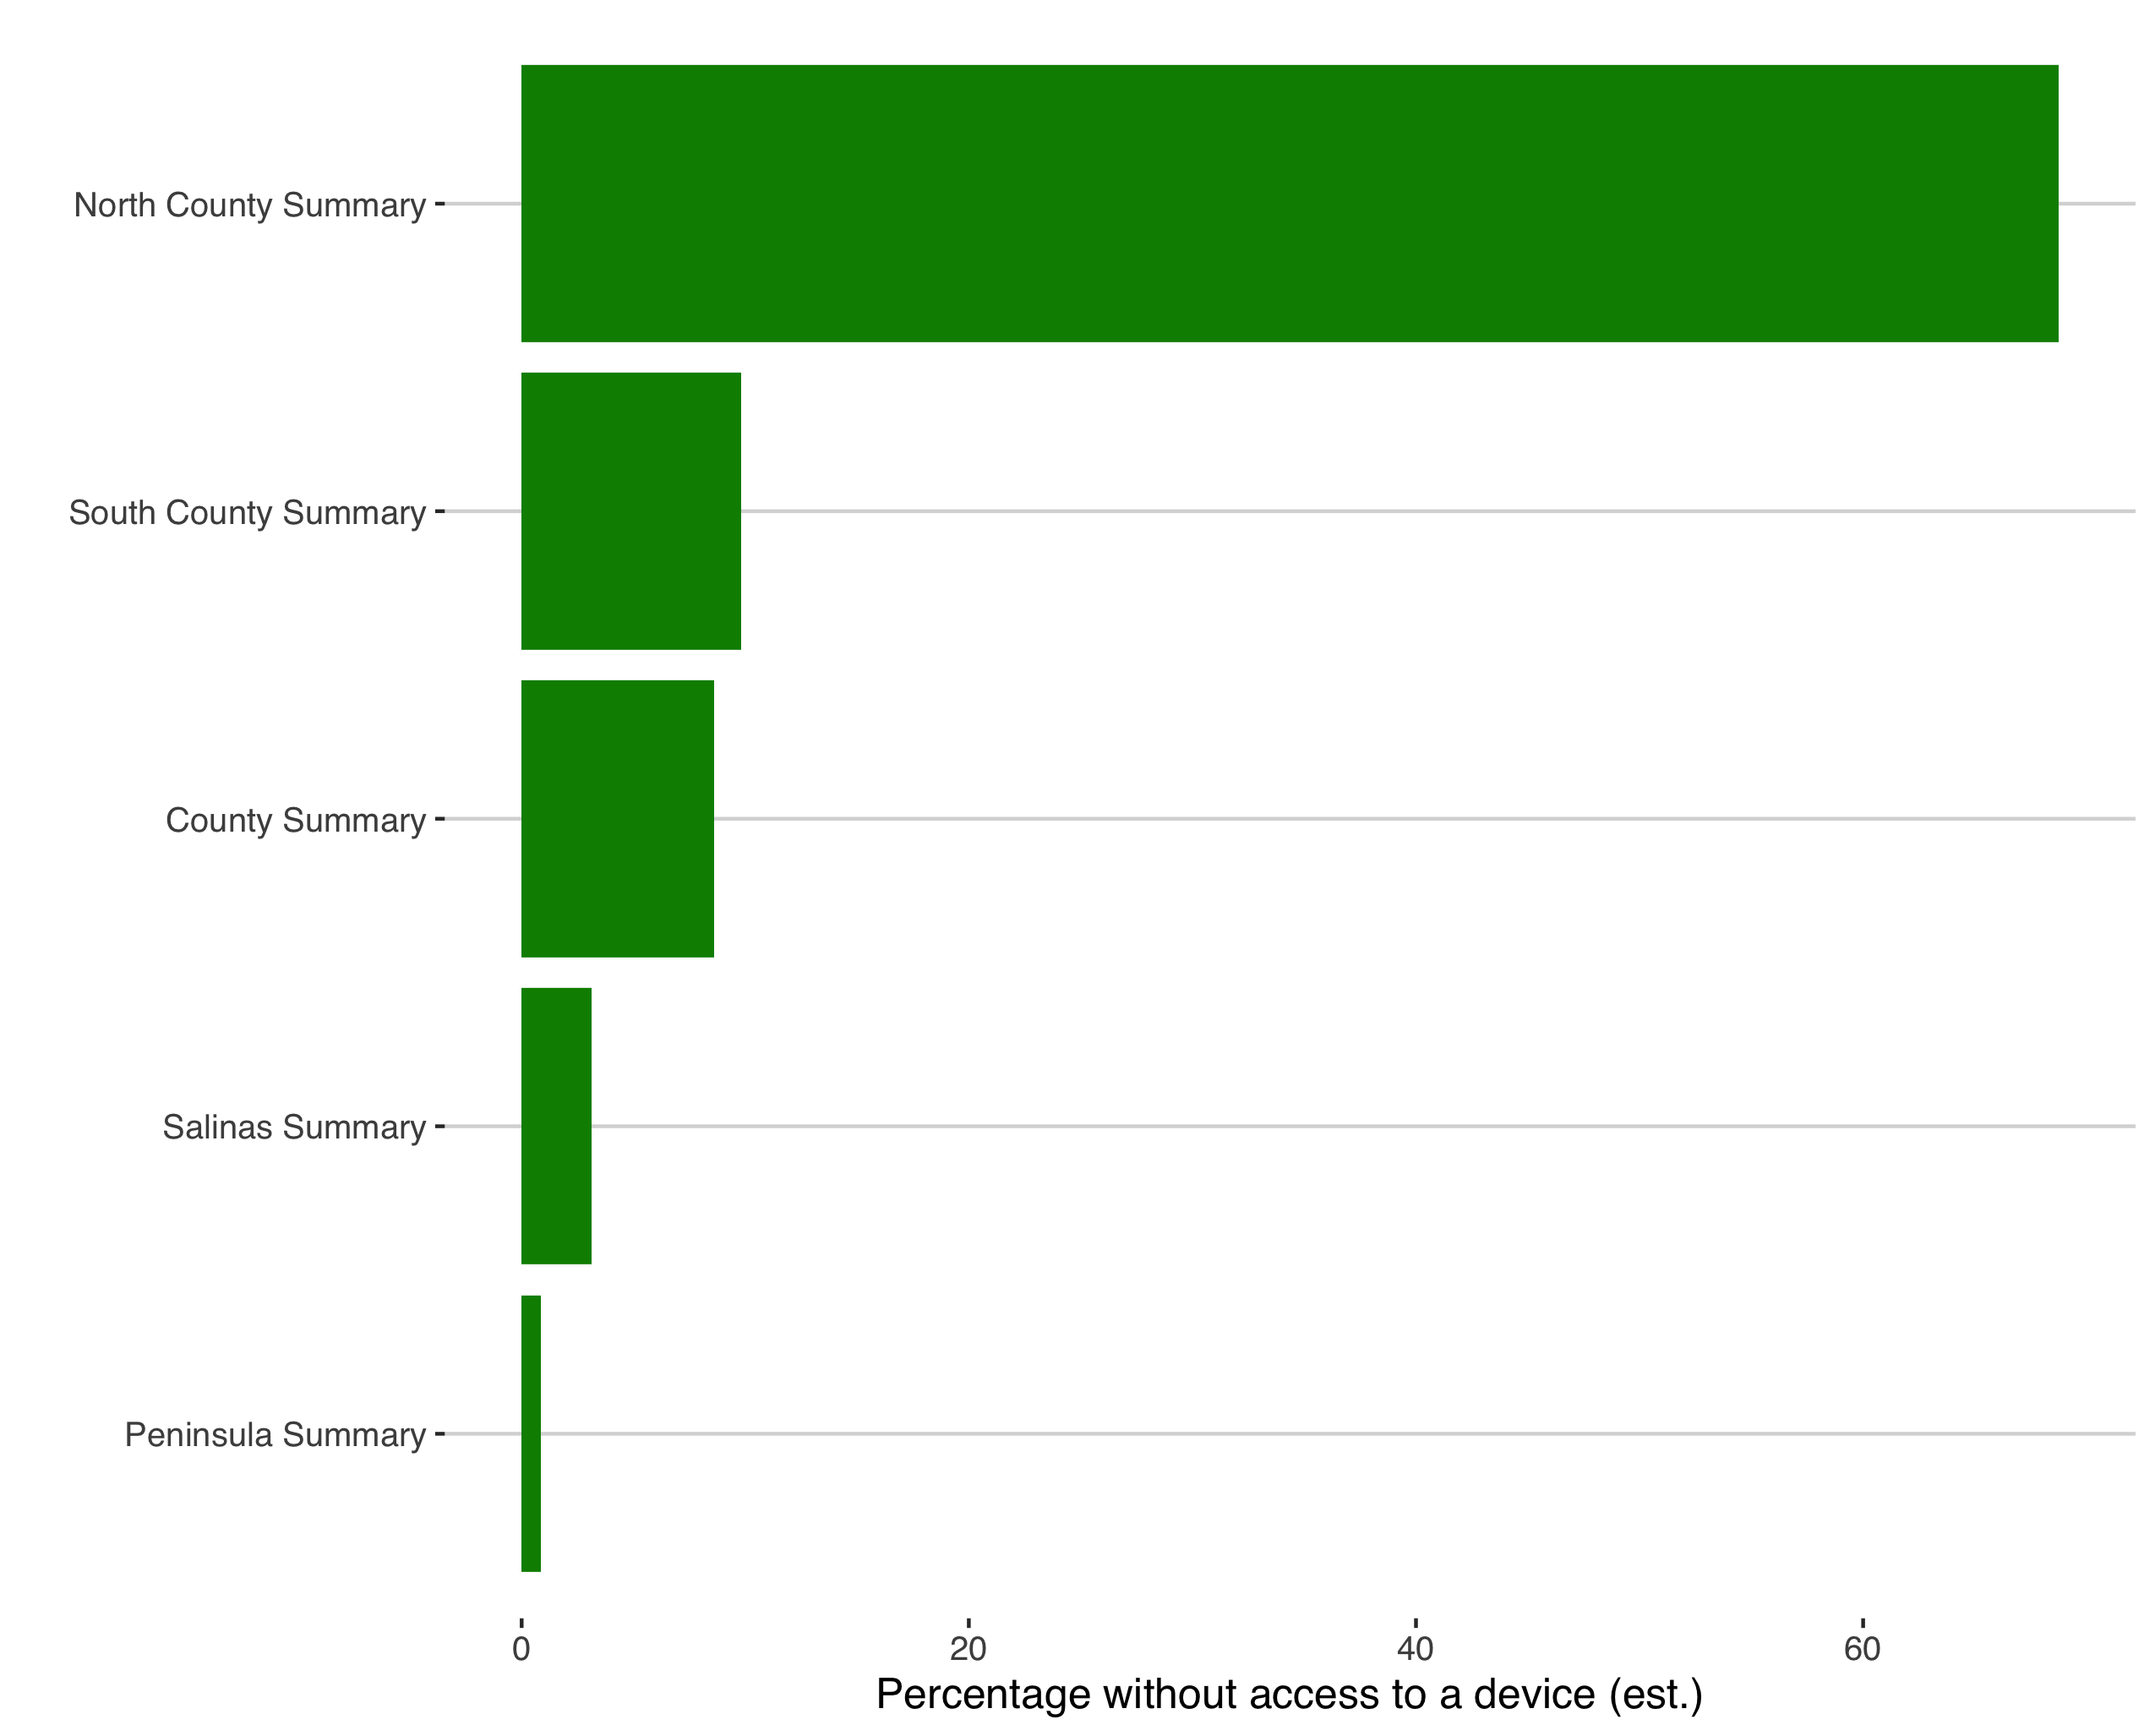 North County Summary
South County Summary
County Summary
Salinas Summary
Peninsula Summary
0 20 40 60
Percentage without access to a device (est.)